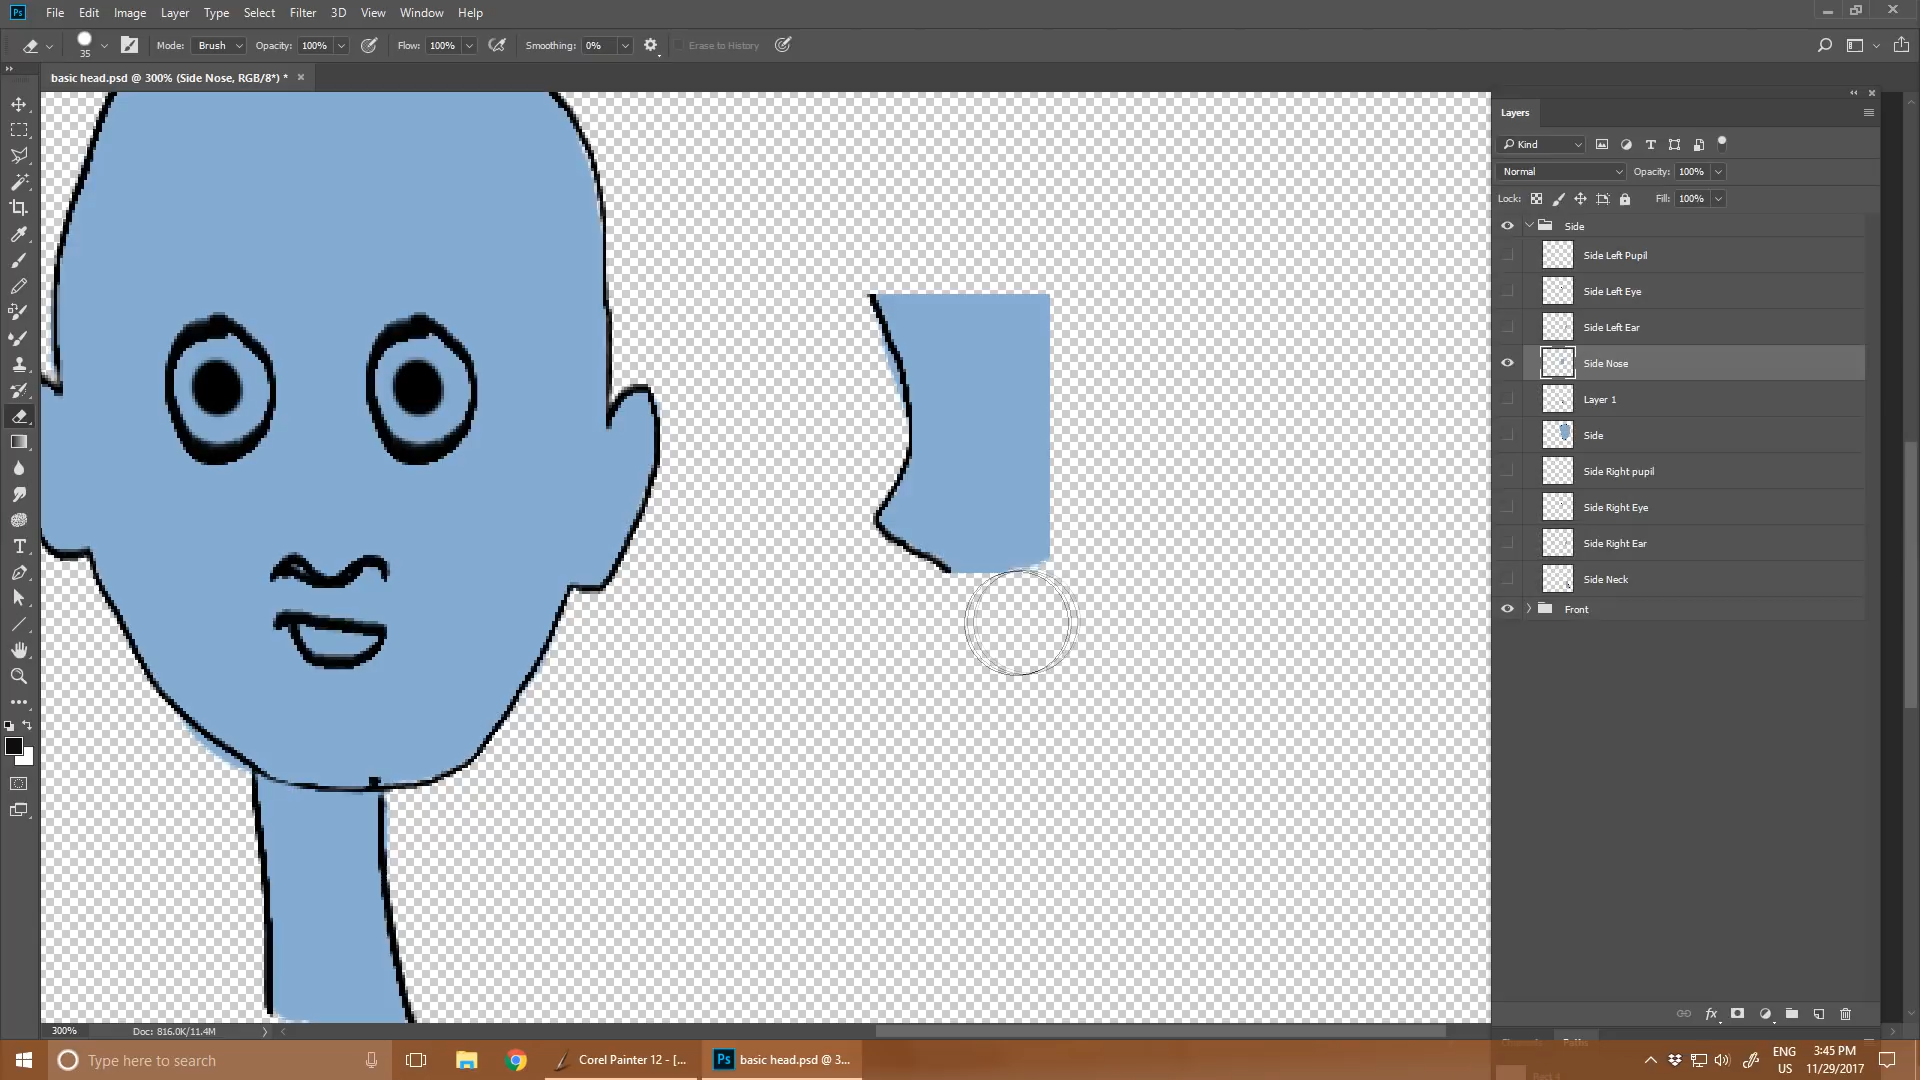 Ps File Edit Image Layer Type Select Filter 3D View Window Help
35 Mode: Brush Opacity: 100% Flow: 100% Smoothing: 0% Erase to History
basic head.psd @ 300% (Side Nose, RGB/8*) * ×
Layers
Kind
Normal Opacity: 100%
Lock: Fill: 100%
Side
Side Left Pupil
Side Left Eye
Side Left Ear
Side Nose
Layer 1
Side
Side Right pupil
Side Right Eye
Side Right Ear
Side Neck
Front
fx
300% Doc: 816.0K/11.4M
Type here to search
Corel Painter 12 - [...
Ps basic head.psd @ 3...
ENG
US
3:45 PM
11/29/2017